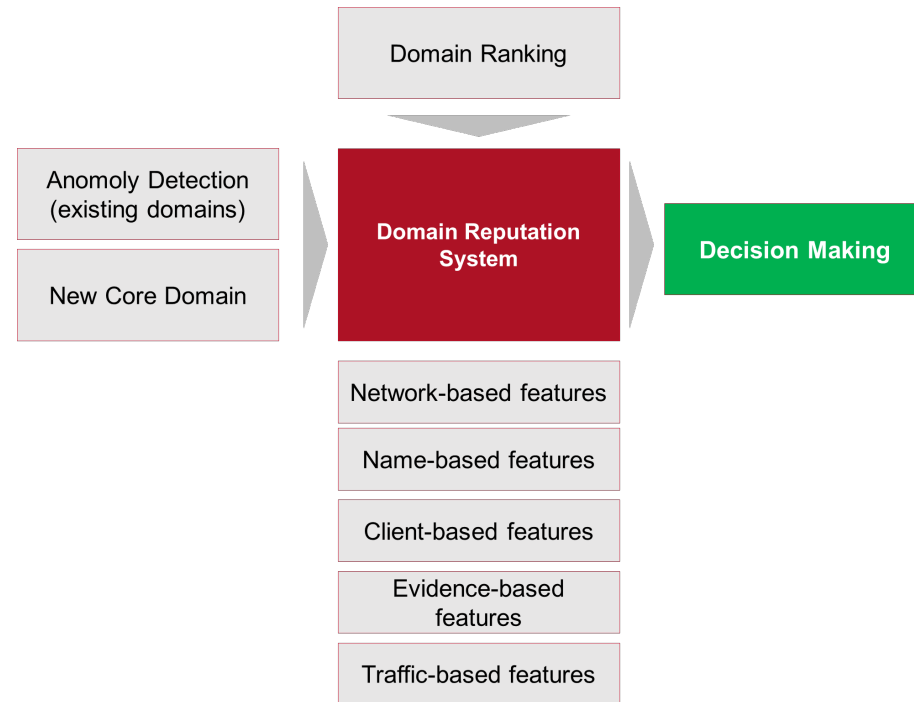 Domain Ranking
Anomoly Detection
(existing domains)
New Core Domain
Domain Reputation
System
Decision Making
Network-based features
Name-based features
Client-based features
Evidence-based
features
Traffic-based features